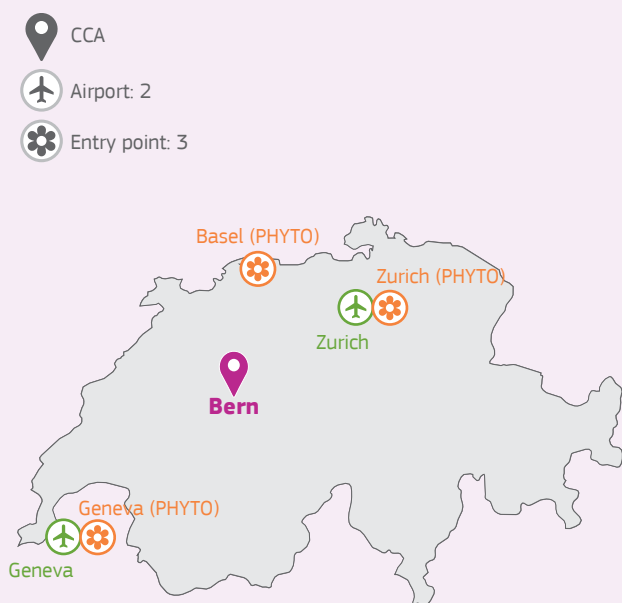 CCA
Airport: 2
Entry point: 3
Basel (PHYTO)
Zurich (PHYTO)
Zurich
Bern
Geneva (PHYTO)
Geneva